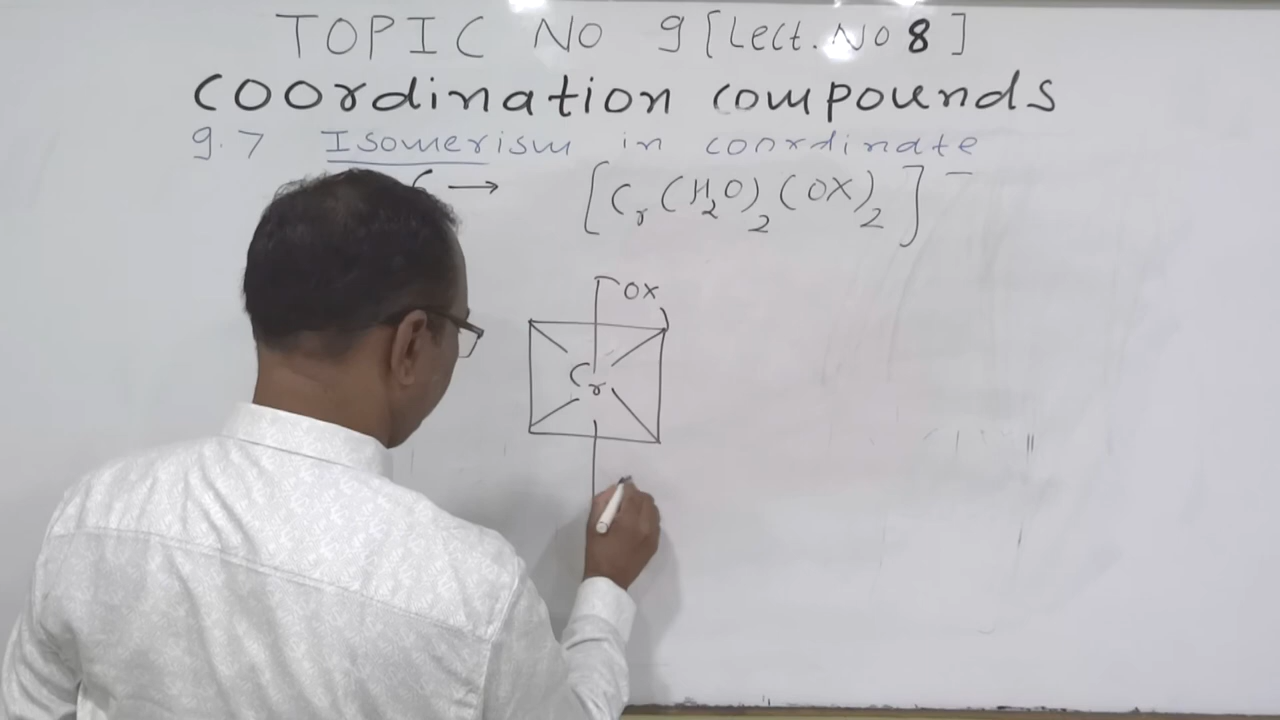 TOPIC NO 9 [Lect. No 8]
Coordination compounds
9.7 Isomerism in coordinate
→ [Cr(H2O)2(OX)2]−
OX
Cr